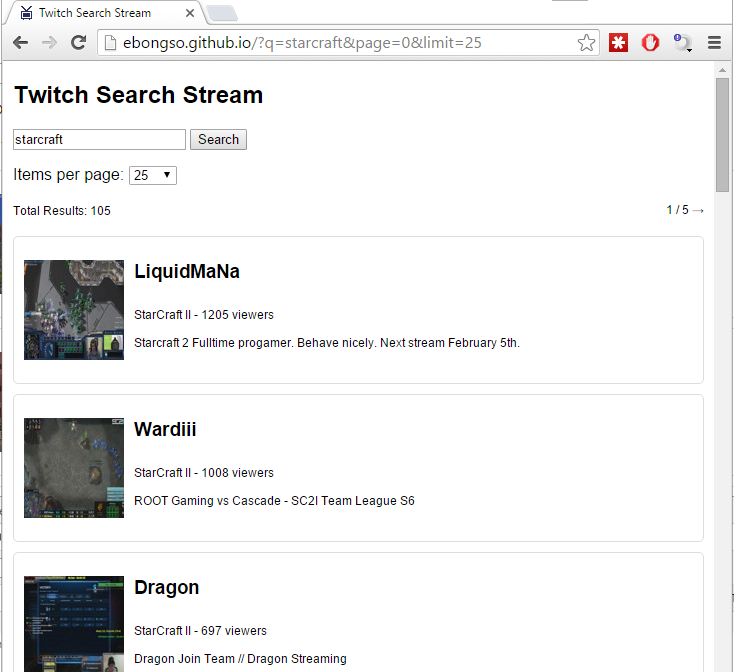 Twitch Search Stream
ebongso.github.io/?q=starcraft&page=0&limit=25
Twitch Search Stream
starcraft Search
Items per page: 25
Total Results: 105 1 / 5 →
LiquidMaNa
StarCraft II - 1205 viewers
Starcraft 2 Fulltime progamer. Behave nicely. Next stream February 5th.
Wardiii
StarCraft II - 1008 viewers
ROOT Gaming vs Cascade - SC2I Team League S6
Dragon
StarCraft II - 697 viewers
Dragon Join Team // Dragon Streaming